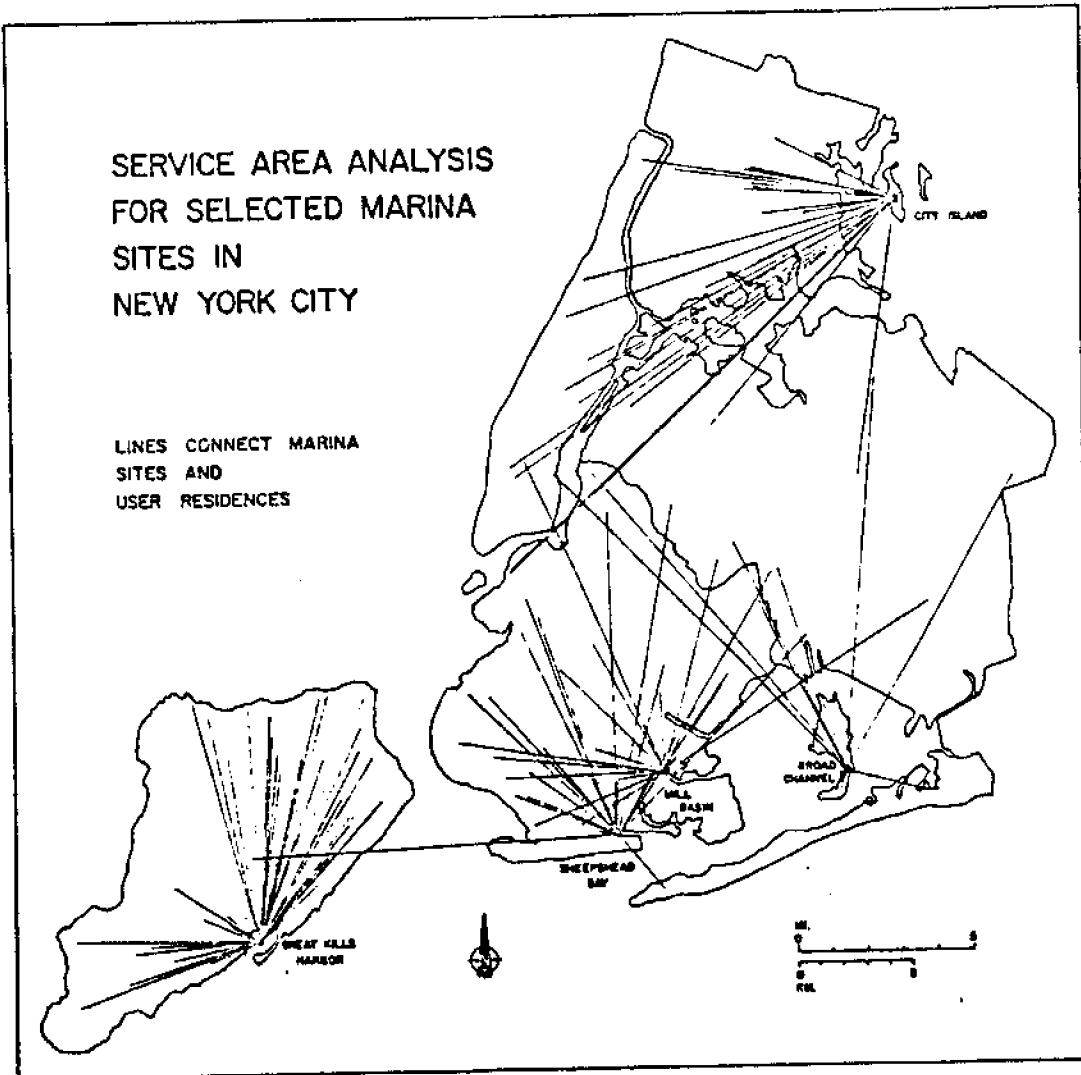 SERVICE AREA ANALYSIS
FOR SELECTED MARINA
SITES IN
NEW YORK CITY
LINES CONNECT MARINA
SITES AND
USER RESIDENCES
CITY ISLAND
BROAD
CHANNEL
MILL
BASIN
SHEEPSHEAD
BAY
GREAT KILLS
HARBOR
MI.
0 5
0 5
KM.